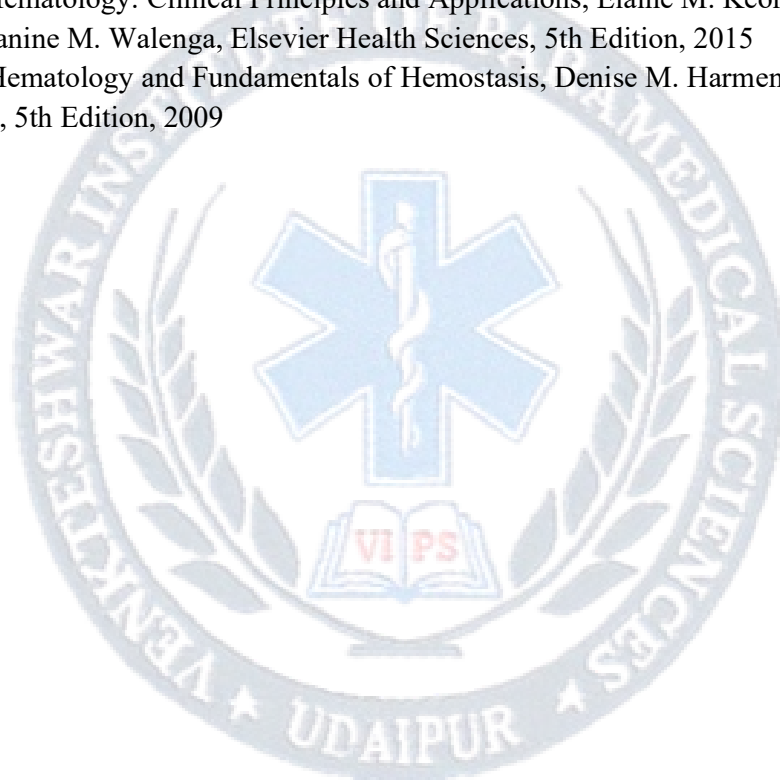 Hematology: Clinical Principles and Applications, Elaine M. Keoh
anine M. Walenga, Elsevier Health Sciences, 5th Edition, 2015
Hematology and Fundamentals of Hemostasis, Denise M. Harmen
, 5th Edition, 2009
VENKTESHWAR INSTITUTE OF PARAMEDICAL SCIENCES
VI PS
UDAIPUR